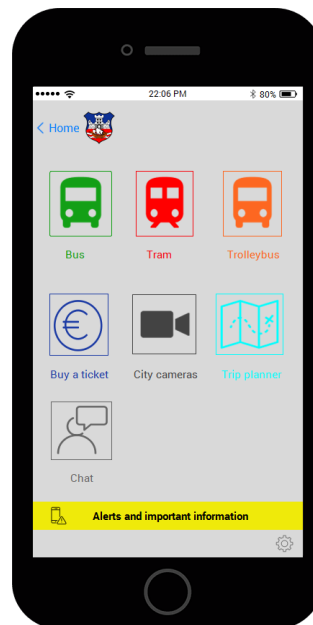 22:06 PM
80%
Home
Bus
Tram
Trolleybus
Buy a ticket
City cameras
Trip planner
Chat
Alerts and important information